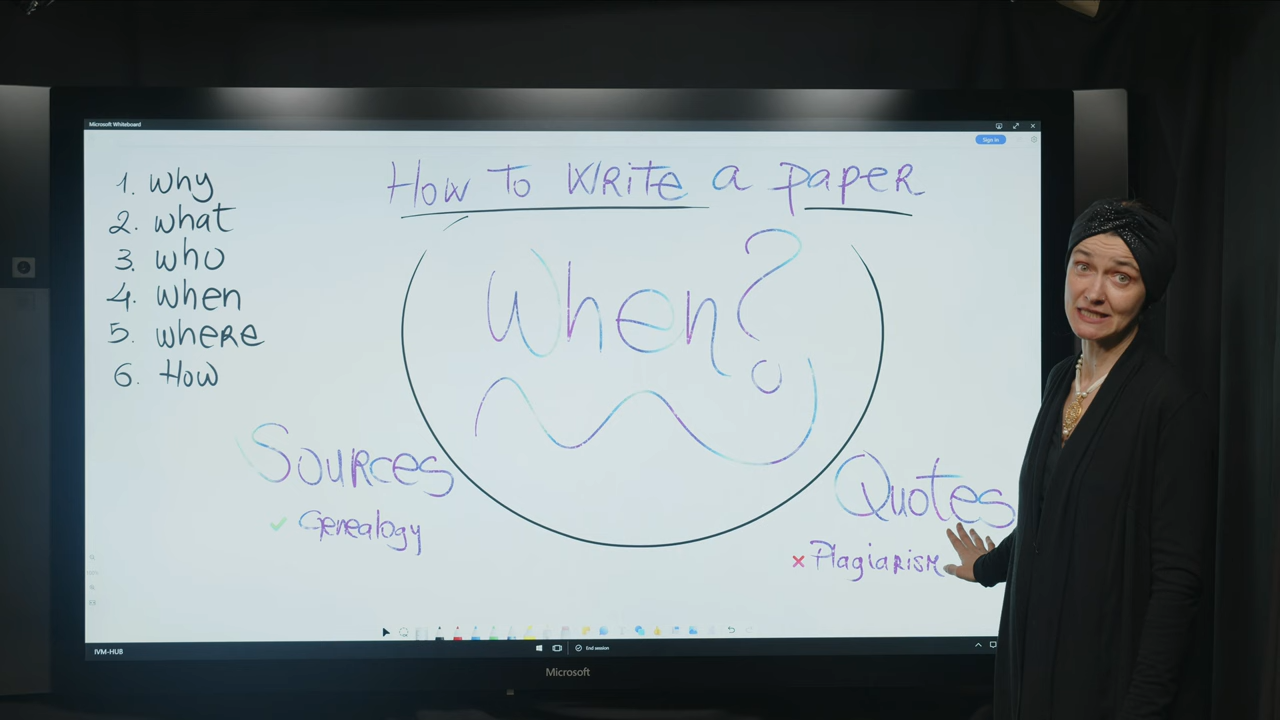 Microsoft Whiteboard
Sign in
How To Write a paper
1. why
2. what
3. who
4. when
5. where
6. How
When?
Sources
✓ Genealogy
Quotes
× Plagiarism
IVM-HUB
End session
Microsoft